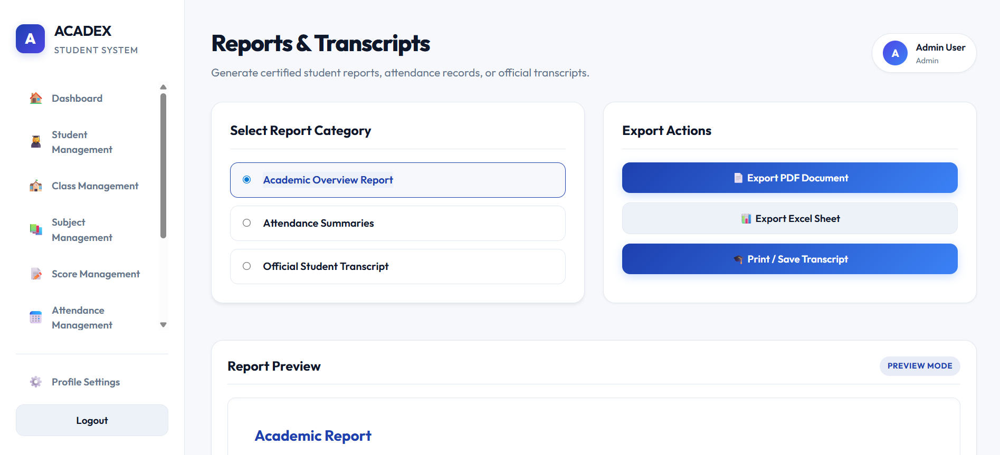 A
ACADEX
STUDENT SYSTEM
Dashboard
Student
Management
Class Management
Subject
Management
Score Management
Attendance
Management
Profile Settings
Logout
Reports & Transcripts
Generate certified student reports, attendance records, or official transcripts.
A
Admin User
Admin
Select Report Category
Academic Overview Report
Attendance Summaries
Official Student Transcript
Export Actions
Export PDF Document
Export Excel Sheet
Print / Save Transcript
Report Preview
PREVIEW MODE
Academic Report